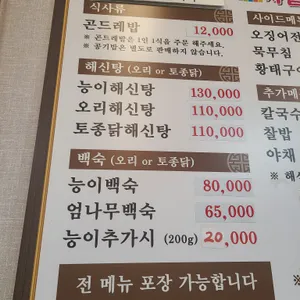 식사류
곤드레밥 12,000
※ 곤드레밥은 1인 1식을 주문 해주세요.
※ 공기밥은 별도로 판매하지 않습니다.
해신탕 (오리 or 토종닭)
능이해신탕 130,000
오리해신탕 110,000
토종닭해신탕 110,000
백숙 (오리 or 토종닭)
능이백숙 80,000
엄나무백숙 65,000
능이추가시 (200g) 20,000
전 메뉴 포장 가능합니다
사이드메
오징어전
묵무침
황태구
추가메
칼국수
찰밥
야채
※ 해신